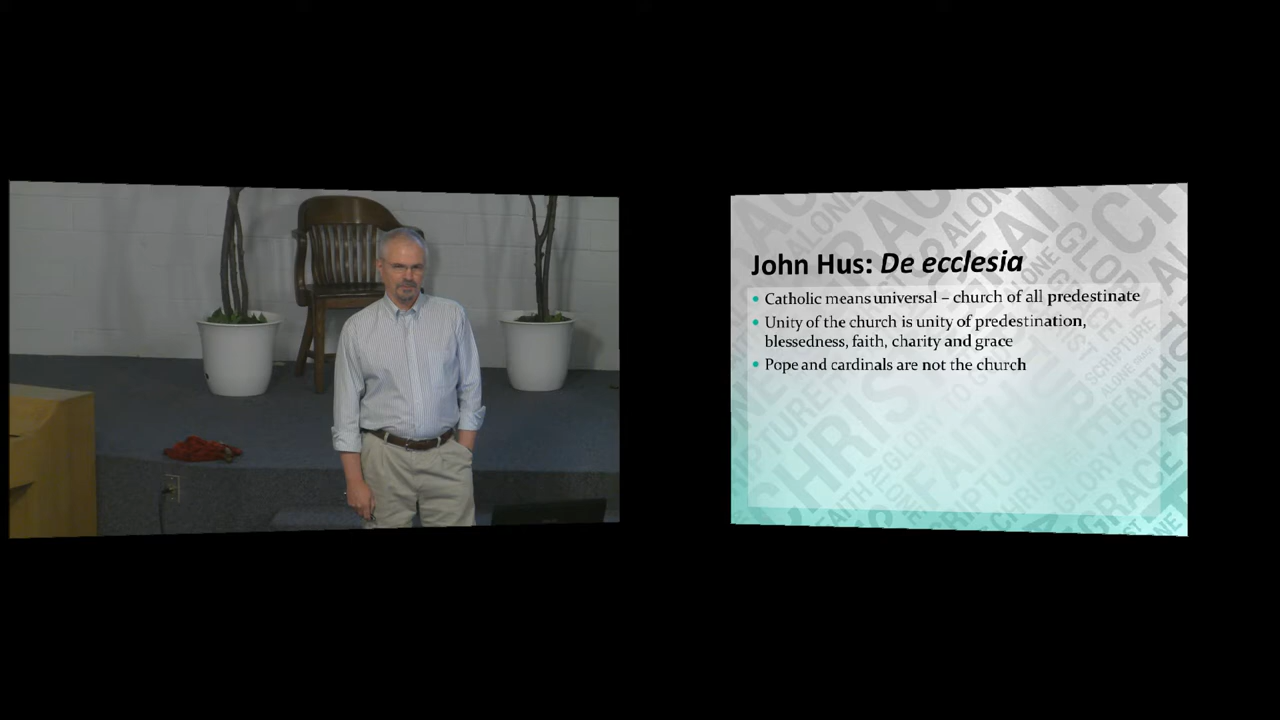 John Hus: De ecclesia
• Catholic means universal – church of all predestinate
• Unity of the church is unity of predestination,
blessedness, faith, charity and grace
• Pope and cardinals are not the church